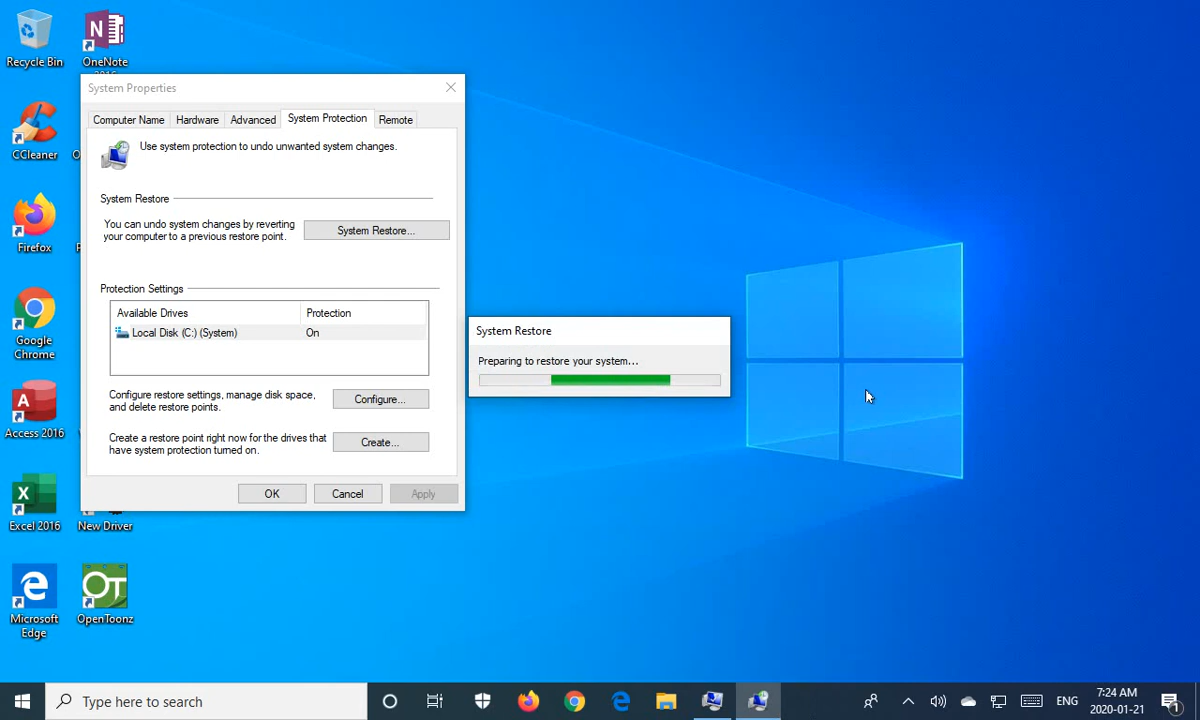 Recycle Bin
OneNote
2016
CCleaner
Firefox
Google
Chrome
Access 2016
Excel 2016
New Driver
Microsoft
Edge
OpenToonz
System Properties
Computer Name
Hardware
Advanced
System Protection
Remote
Use system protection to undo unwanted system changes.
System Restore
You can undo system changes by reverting
your computer to a previous restore point.
System Restore...
Protection Settings
Available Drives
Protection
Local Disk (C:) (System)
On
Configure restore settings, manage disk space,
and delete restore points.
Configure...
Create a restore point right now for the drives that
have system protection turned on.
Create...
OK
Cancel
Apply
System Restore
Preparing to restore your system...
Type here to search
ENG
7:24 AM
2020-01-21
1